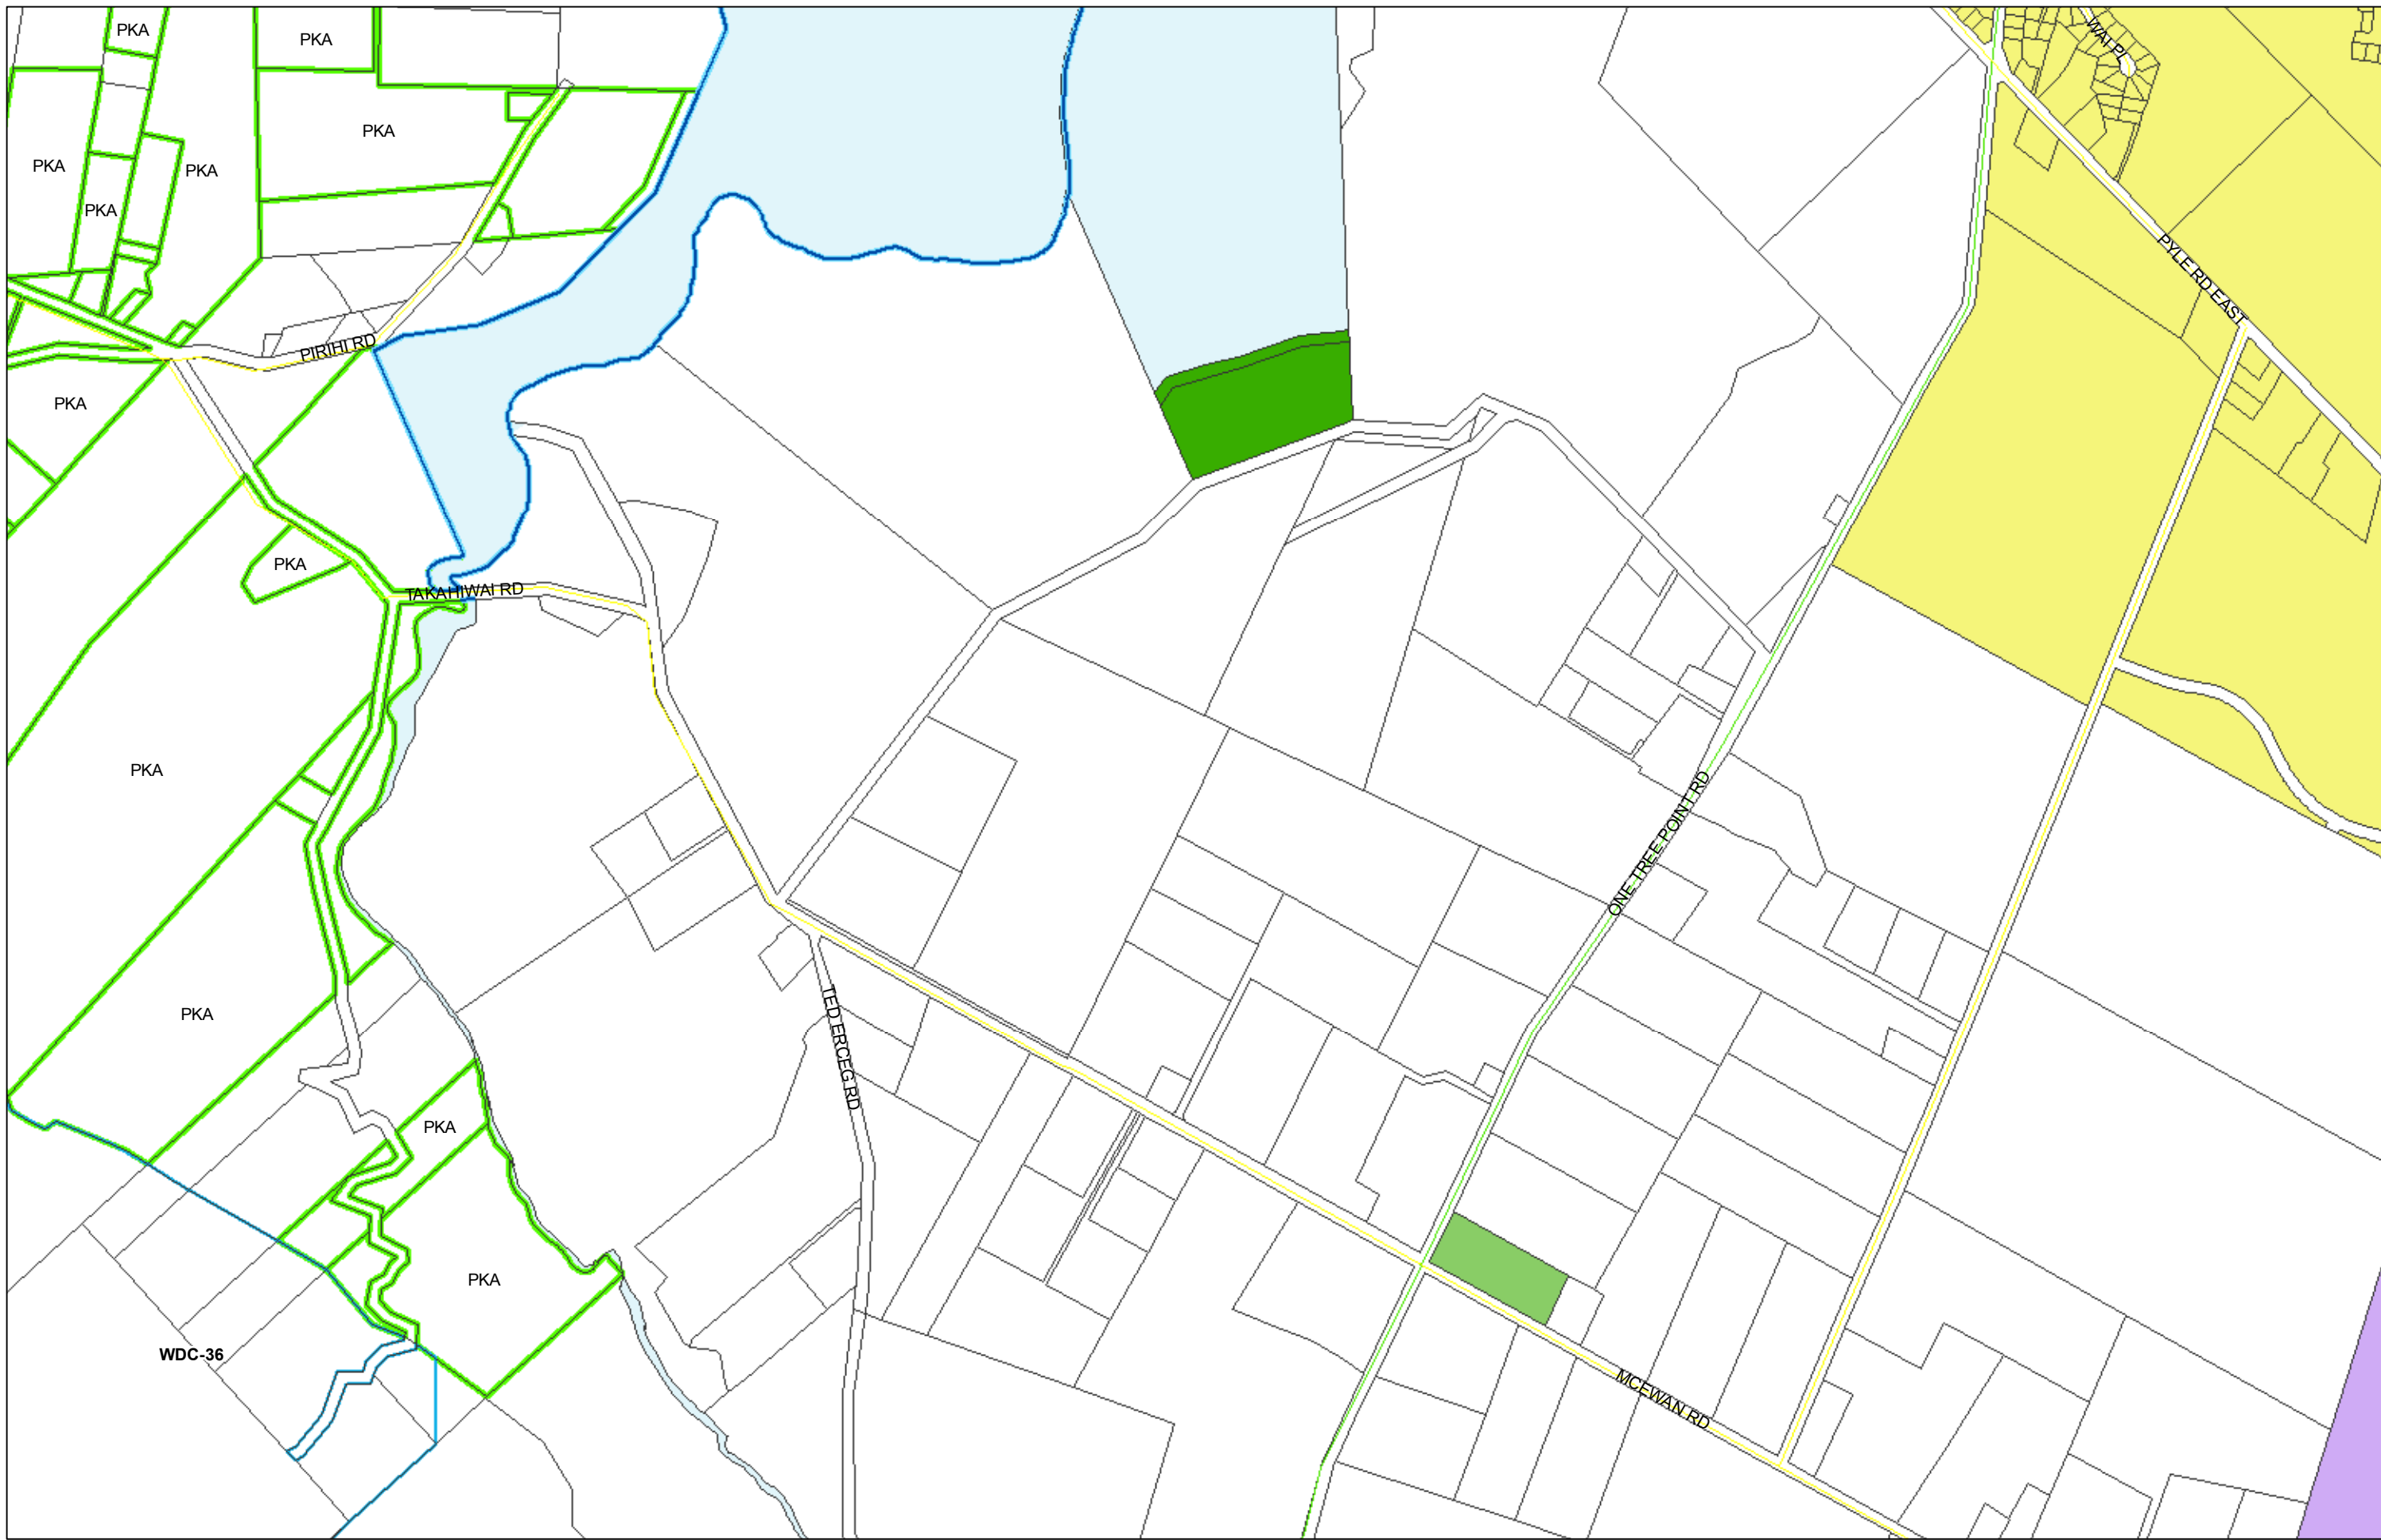 PKA
PKA
WAI PL
PKA
PKA
PKA
PKA
PYLE RD EAST
PIRIHI RD
PKA
PKA
TAKAHIWAI RD
PKA
ONE TREE POINT RD
PKA
TED ERCEG RD
PKA
PKA
WDC-36
MCEWAN RD